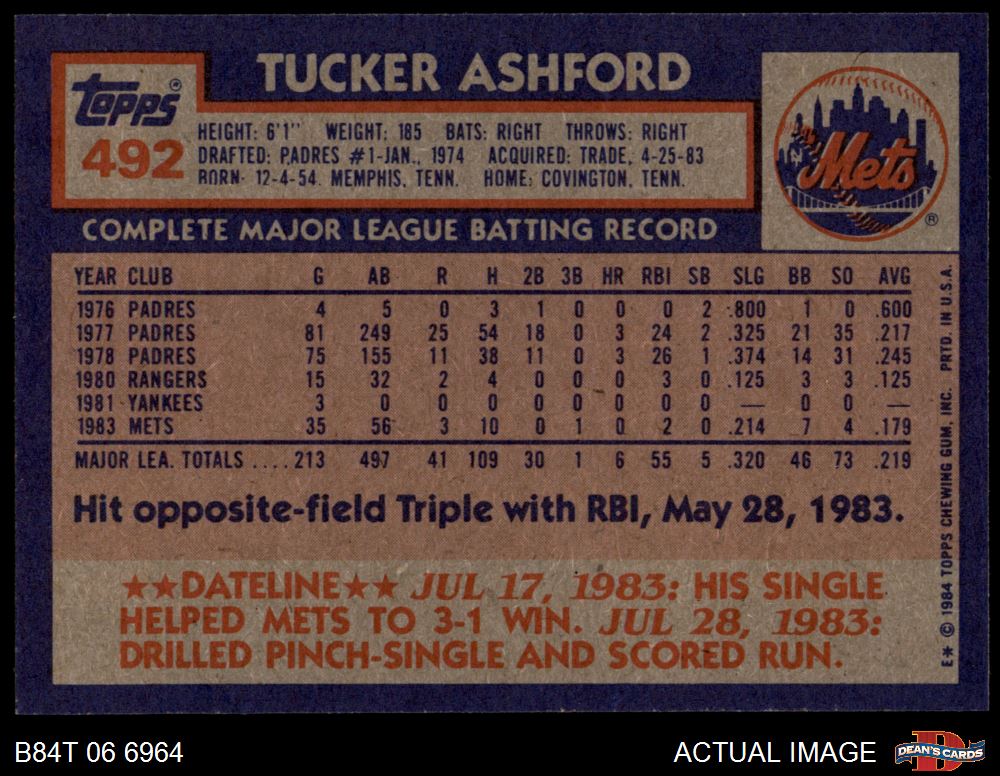 TUCKER ASHFORD
Topps®
492
HEIGHT: 6'1" WEIGHT: 185 BATS: RIGHT THROWS: RIGHT
DRAFTED: PADRES #1-JAN., 1974 ACQUIRED: TRADE, 4-25-83
BORN: 12-4-54. MEMPHIS, TENN. HOME: COVINGTON, TENN.
Mets
®
COMPLETE MAJOR LEAGUE BATTING RECORD
YEAR CLUB G AB R H 2B 3B HR RBI SB SLG BB SO AVG
1976 PADRES 4 5 0 3 1 0 0 0 2 .800 1 0 .600
1977 PADRES 81 249 25 54 18 0 3 24 2 .325 21 35 .217
1978 PADRES 75 155 11 38 11 0 3 26 1 .374 14 31 .245
1980 RANGERS 15 32 2 4 0 0 0 3 0 .125 3 3 .125
1981 YANKEES 3 0 0 0 0 0 0 0 0 — 0 0 —
1983 METS 35 56 3 10 0 1 0 2 0 .214 7 4 .179
MAJOR LEA. TOTALS ....213 497 41 109 30 1 6 55 5 .320 46 73 .219
Hit opposite-field Triple with RBI, May 28, 1983.
★★DATELINE★★ JUL 17, 1983: HIS SINGLE
HELPED METS TO 3-1 WIN. JUL 28, 1983:
DRILLED PINCH-SINGLE AND SCORED RUN.
E* © 1984 TOPPS CHEWING GUM, INC. PRTD. IN U.S.A.
B84T 06 6964
ACTUAL IMAGE
DEAN'S CARDS